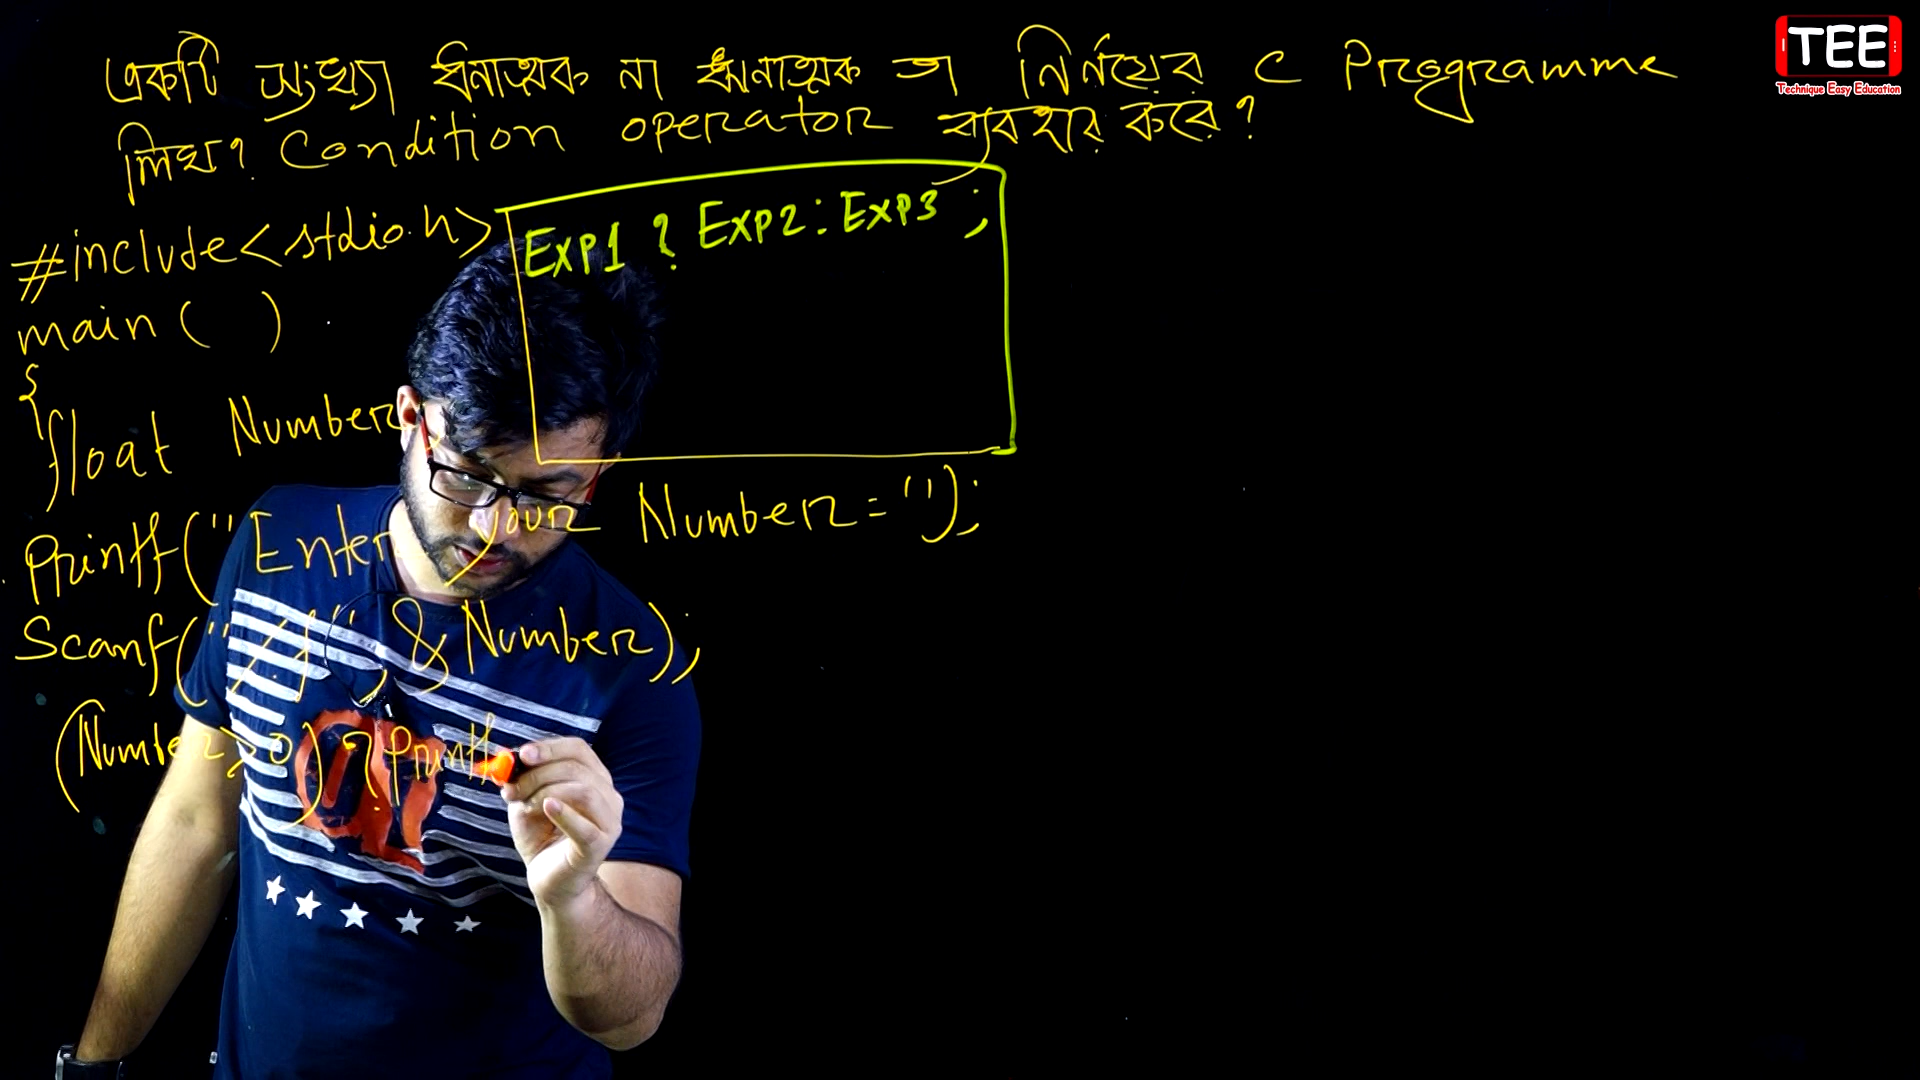 একটি সংখ্যা ধনাত্মক না ঋনাত্মক তা নির্ণয়ের C Programme
লিখ? Condition operator ব্যবহার করে?
#include<stdio.h>
Exp1 ? Exp2 : Exp3 ;
main ( )
{
float Number
Printf("Enter your Number = ");
Scanf("%f", & Number);
(Number>0) ? Printf
TEE
Technique Easy Education